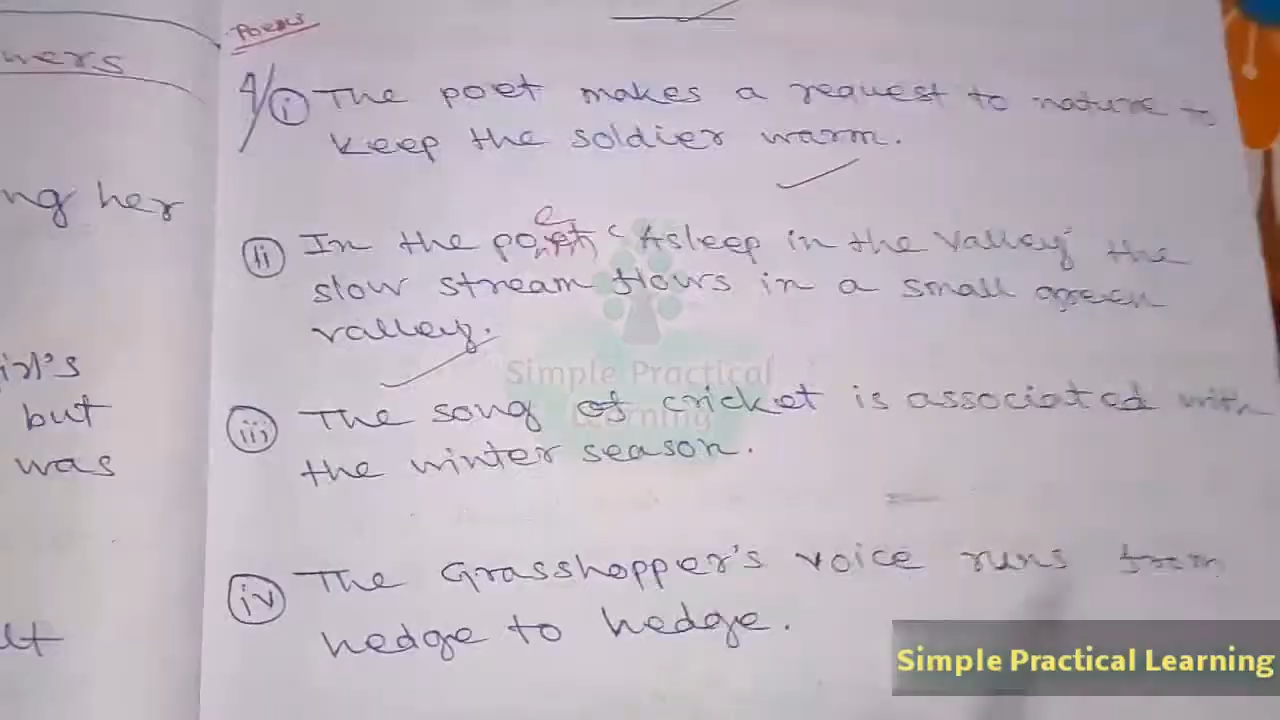 wers
ng her
irl's
but
was
Poems
4/ i The poet makes a request to nature to
keep the soldier warm.
ii In the poem 'Asleep in the Valley' the
slow stream flows in a small green
valley.
iii The song of cricket is associated with
the winter season.
iv The Grasshopper's voice runs from
hedge to hedge.
Simple Practical
Learning
Simple Practical Learning